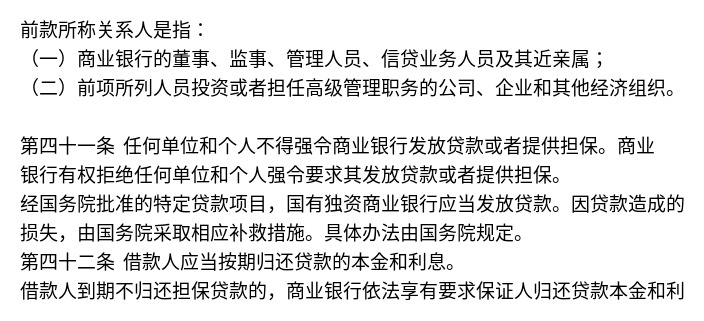 前款所称关系人是指：
（一）商业银行的董事、监事、管理人员、信贷业务人员及其近亲属；
（二）前项所列人员投资或者担任高级管理职务的公司、企业和其他经济组织。
第四十一条 任何单位和个人不得强令商业银行发放贷款或者提供担保。商业
银行有权拒绝任何单位和个人强令要求其发放贷款或者提供担保。
经国务院批准的特定贷款项目，国有独资商业银行应当发放贷款。因贷款造成的
损失，由国务院采取相应补救措施。具体办法由国务院规定。
第四十二条 借款人应当按期归还贷款的本金和利息。
借款人到期不归还担保贷款的，商业银行依法享有要求保证人归还贷款本金和利